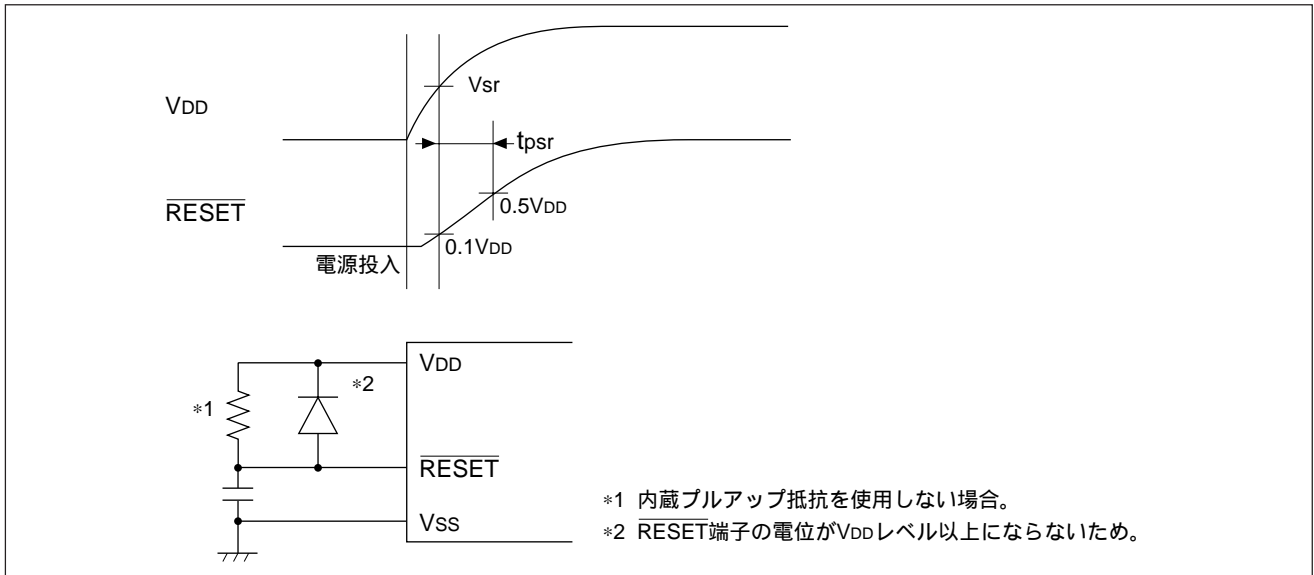 Vsr
VDD
tpsr
RESET
0.5VDD
0.1VDD
電源投入
VDD
*2
*1
RESET
VSS
*1 内蔵プルアップ抵抗を使用しない場合。
*2 RESET端子の電位がVDDレベル以上にならないため。